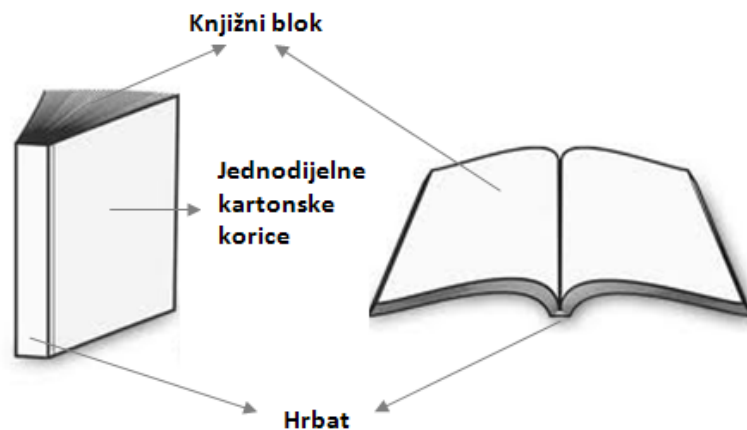 Knjižni blok
Jednodijelne
kartonske
korice
Hrbat